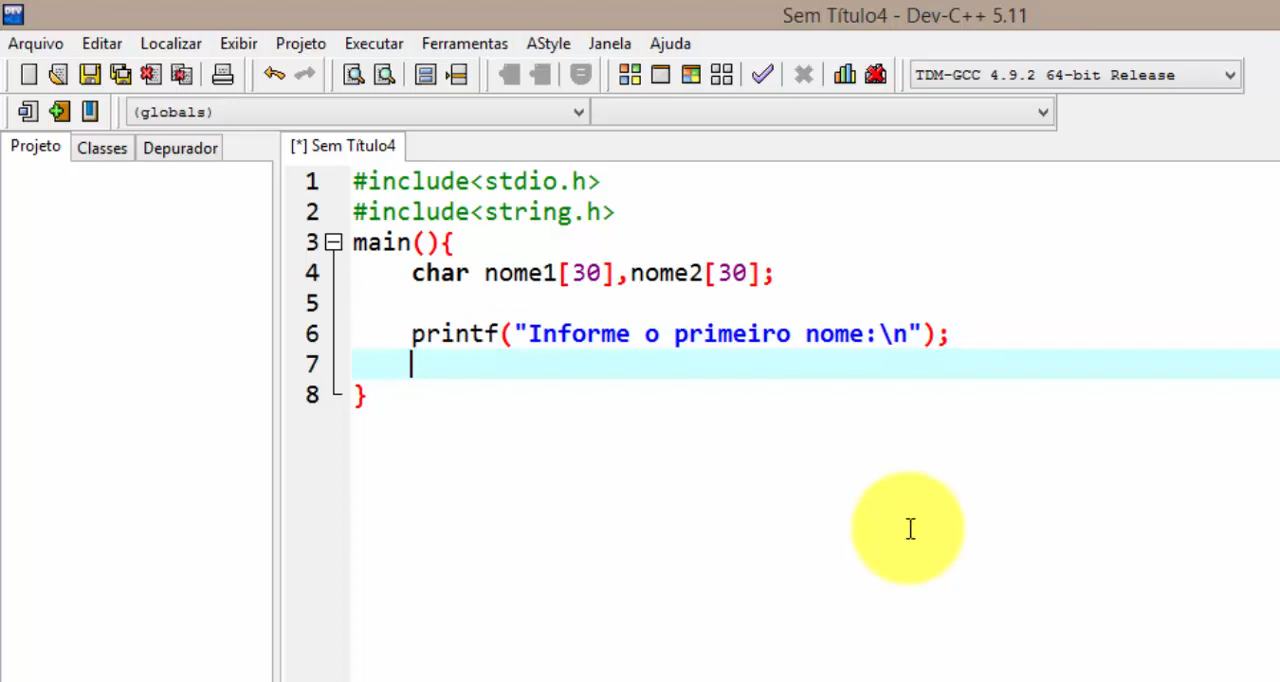 Sem Título4 - Dev-C++ 5.11
Arquivo Editar Localizar Exibir Projeto Executar Ferramentas AStyle Janela Ajuda
TDM-GCC 4.9.2 64-bit Release
(globals)
Projeto Classes Depurador [*] Sem Título4
1 #include<stdio.h>
2 #include<string.h>
3 main(){
4 char nome1[30],nome2[30];
5
6 printf("Informe o primeiro nome:\n");
7
8 }